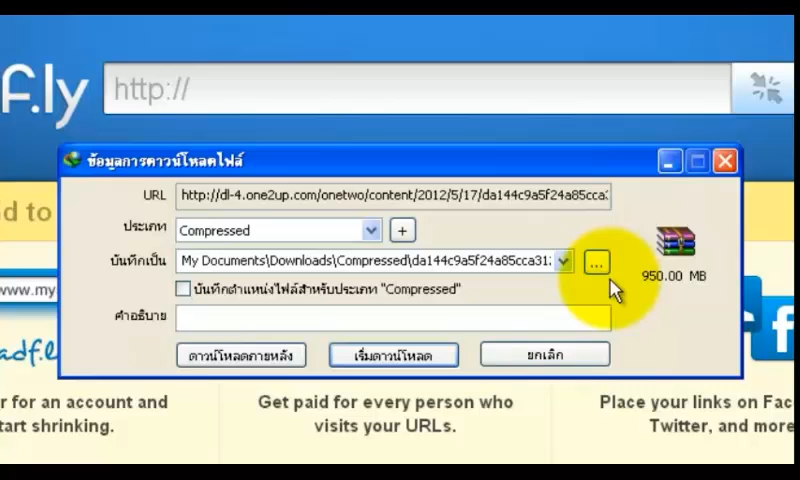 f.ly
http://
ข้อมูลการดาวน์โหลดไฟล์
URL
http://dl-4.one2up.com/onetwo/content/2012/5/17/da144c9a5f24a85cca3
ประเภท
Compressed
+
d to
บันทึกเป็น
My Documents\Downloads\Compressed\da144c9a5f24a85cca312
...
950.00 MB
บันทึกตำแหน่งไฟล์สำหรับประเภท "Compressed"
www.my
คำอธิบาย
adf.l
f
ดาวน์โหลดภายหลัง
เริ่มดาวน์โหลด
ยกเลิก
r for an account and
tart shrinking.
Get paid for every person who
visits your URLs.
Place your links on Fac
Twitter, and more